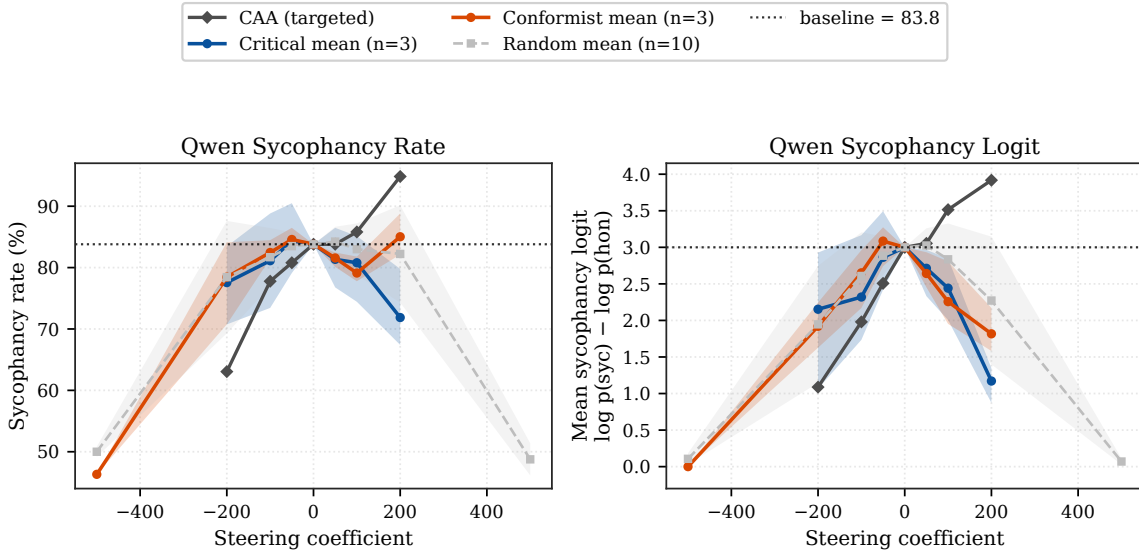 CAA (targeted)
Critical mean (n=3)
Conformist mean (n=3)
Random mean (n=10)
baseline = 83.8
Qwen Sycophancy Rate
Sycophancy rate (%)
90
80
70
60
50
−400
−200
0
200
400
Steering coefficient
Qwen Sycophancy Logit
Mean sycophancy logit
log p(syc) − log p(hon)
4.0
3.5
3.0
2.5
2.0
1.5
1.0
0.5
0.0
−400
−200
0
200
400
Steering coefficient